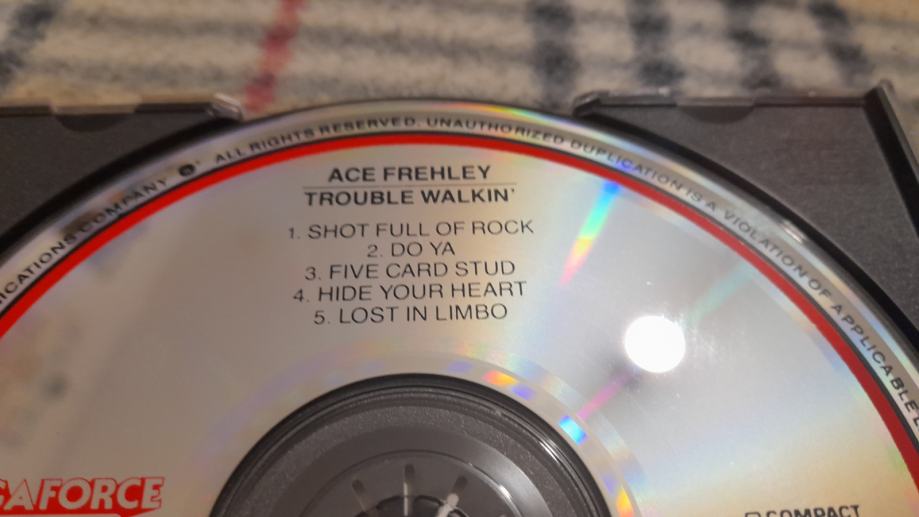 ICATIONS COMPANY ALL RIGHTS RESERVED. UNAUTHORIZED DUPLICATION IS A VIOLATION OF APPLICABLE L
ACE FREHLEY
TROUBLE WALKIN'
1. SHOT FULL OF ROCK
2. DO YA
3. FIVE CARD STUD
4. HIDE YOUR HEART
5. LOST IN LIMBO
GAFORCE
COMPACT